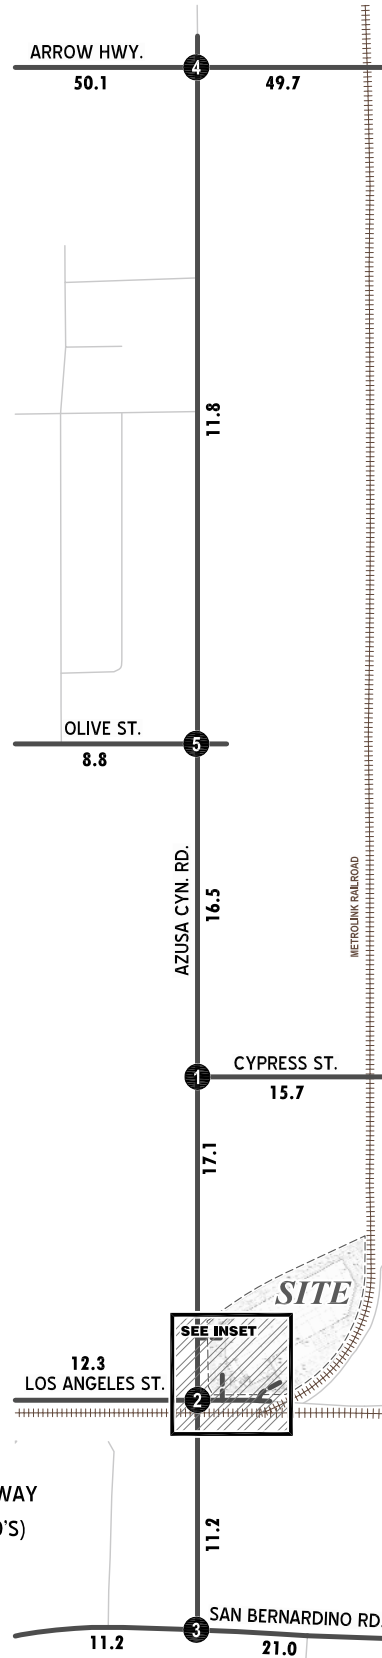 ARROW HWY.
4
50.1
49.7
11.8
OLIVE ST.
5
8.8
AZUSA CYN. RD.
16.5
METROLINK RAILROAD
CYPRESS ST.
1
15.7
17.1
SITE
SEE INSET
12.3
LOS ANGELES ST.
2
WAY
'S)
11.2
SAN BERNARDINO RD.
3
11.2
21.0